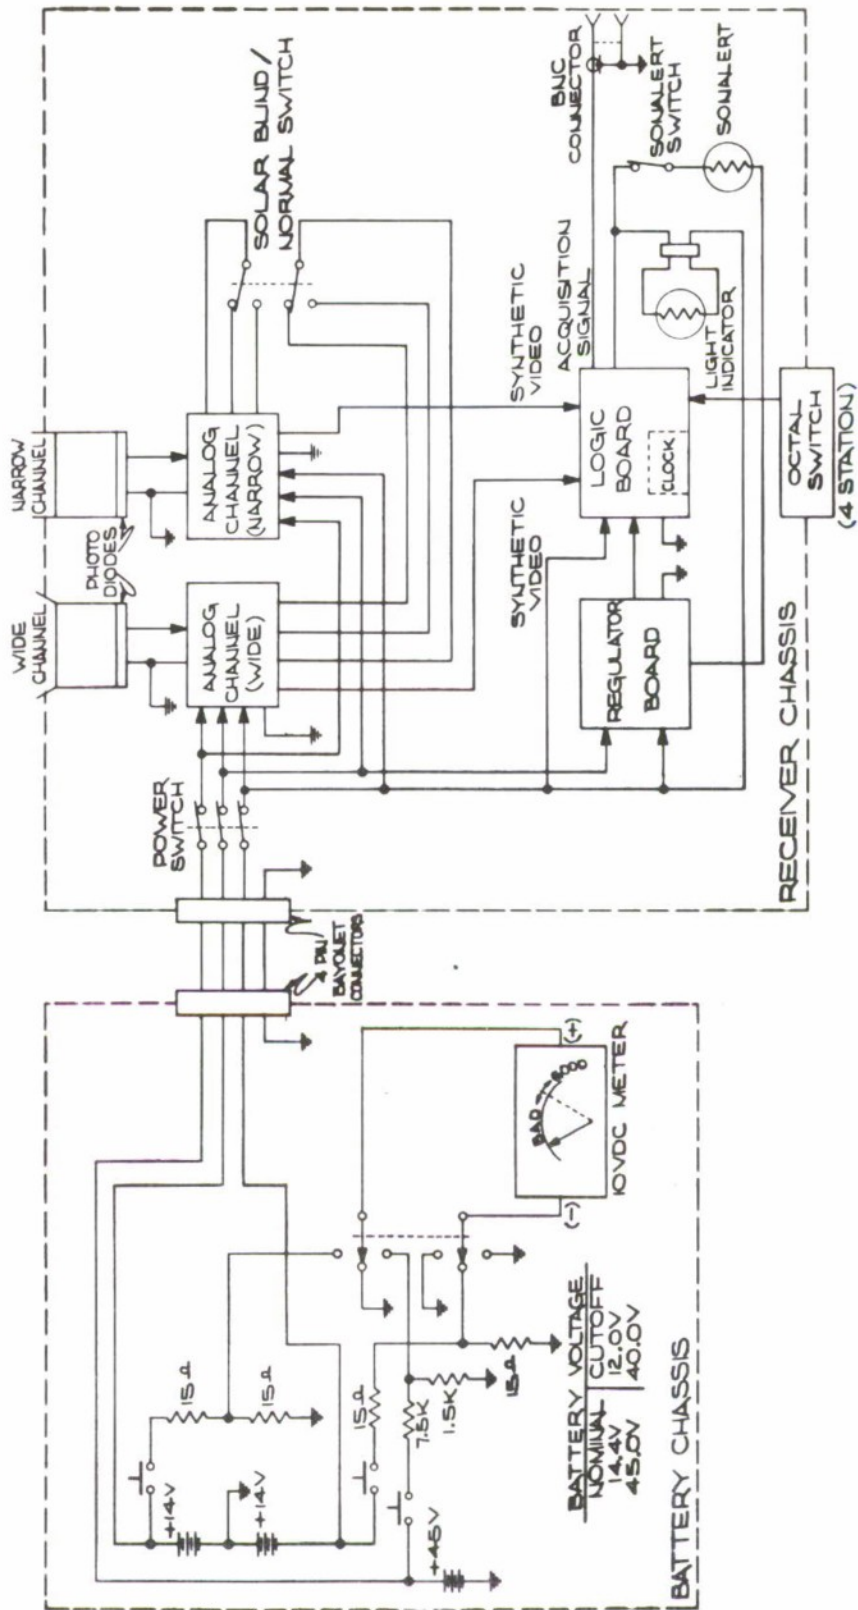 WIDE
CHANNEL
NARROW
CHANNEL
PHOTO
DIODES
ANALOG
CHANNEL
(WIDE)
ANALOG
CHANNEL
(NARROW)
SOLAR BLIND /
NORMAL SWITCH
POWER
SWITCH
4 PIN
BAYONET
CONNECTORS
SYNTHETIC
VIDEO
SYNTHETIC
VIDEO
ACQUISITION
SIGNAL
BNC
CONNECTOR
LOGIC
BOARD
CLOCK
REGULATOR
BOARD
LIGHT
INDICATOR
SONALERT
SWITCH
SONALERT
OCTAL
SWITCH
(4 STATION)
RECEIVER CHASSIS
+14V
+14V
+45V
15Ω
15Ω
15Ω
7.5K
1.5K
15Ω
BAD GOOD
(-) (+)
10VDC METER
BATTERY VOLTAGE
NOMINAL CUTOFF
14.4V 12.0V
45.0V 40.0V
BATTERY CHASSIS